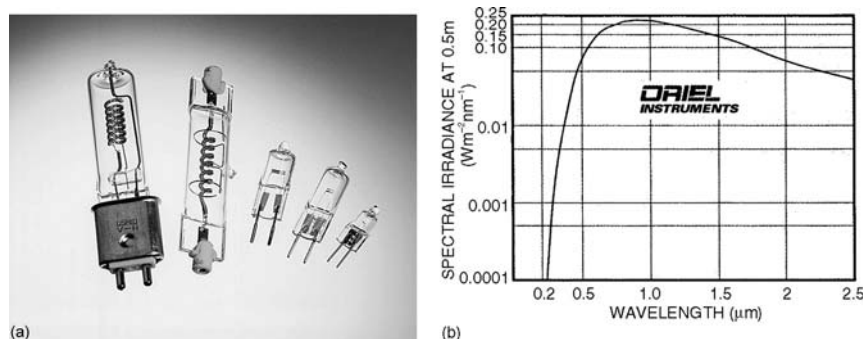 (a)
(b)
SPECTRAL IRRADIANCE AT 0.5m
(Wm⁻²nm⁻¹)
0.25
0.20
0.15
0.10
0.01
0.001
0.0001
ORIEL
INSTRUMENTS
0.2 0.5 1.0 1.5 2 2.5
WAVELENGTH (μm)